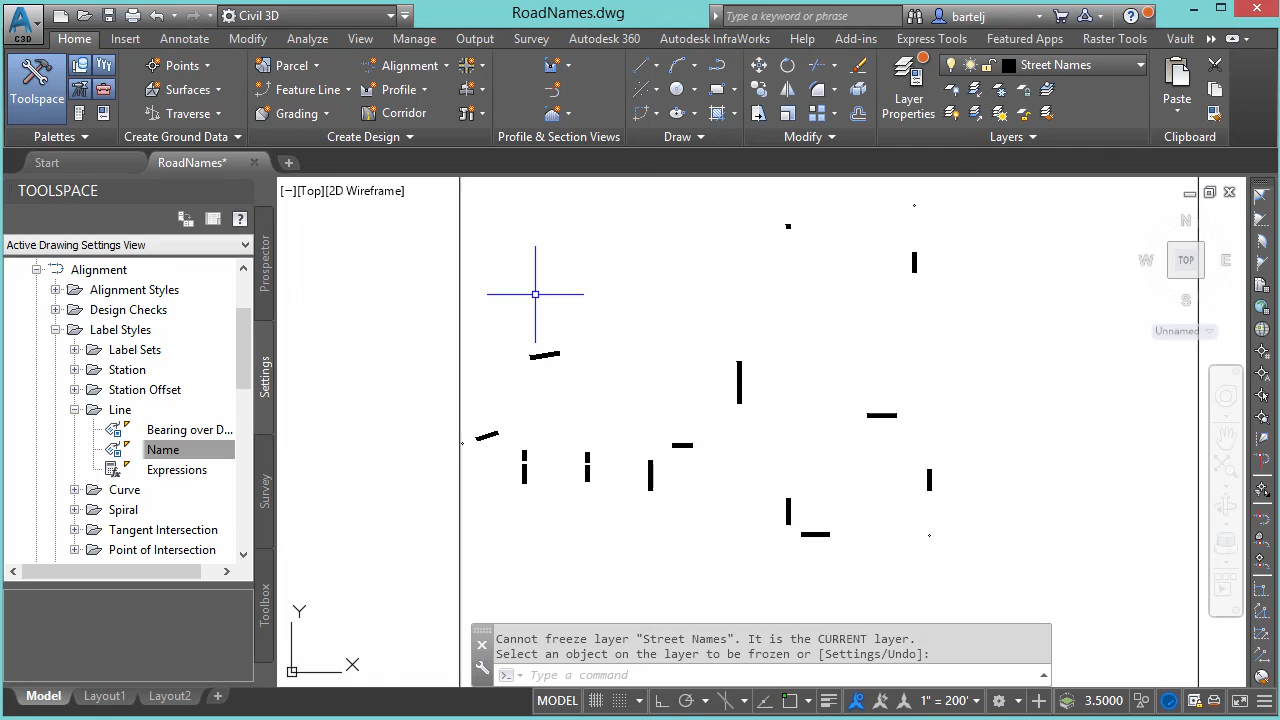 Civil 3D
RoadNames.dwg
Type a keyword or phrase
bartelj
C3D
Home
Insert
Annotate
Modify
Analyze
View
Manage
Output
Survey
Autodesk 360
Autodesk InfraWorks
Help
Add-ins
Express Tools
Featured Apps
Raster Tools
Vault
Toolspace
Points
Surfaces
Traverse
Parcel
Feature Line
Grading
Alignment
Profile
Corridor
Layer
Properties
Street Names
Paste
Palettes
Create Ground Data
Create Design
Profile & Section Views
Draw
Modify
Layers
Clipboard
Start
RoadNames*
TOOLSPACE
Active Drawing Settings View
Alignment
Alignment Styles
Design Checks
Label Styles
Label Sets
Station
Station Offset
Line
Bearing over D...
Name
Expressions
Curve
Spiral
Tangent Intersection
Point of Intersection
Prospector
Settings
Survey
Toolbox
[−][Top][2D Wireframe]
N
W
TOP
E
S
Unnamed
Y
X
Cannot freeze layer "Street Names". It is the CURRENT layer.
Select an object on the layer to be frozen or [Settings/Undo]:
Type a command
Model
Layout1
Layout2
MODEL
1" = 200'
3.5000